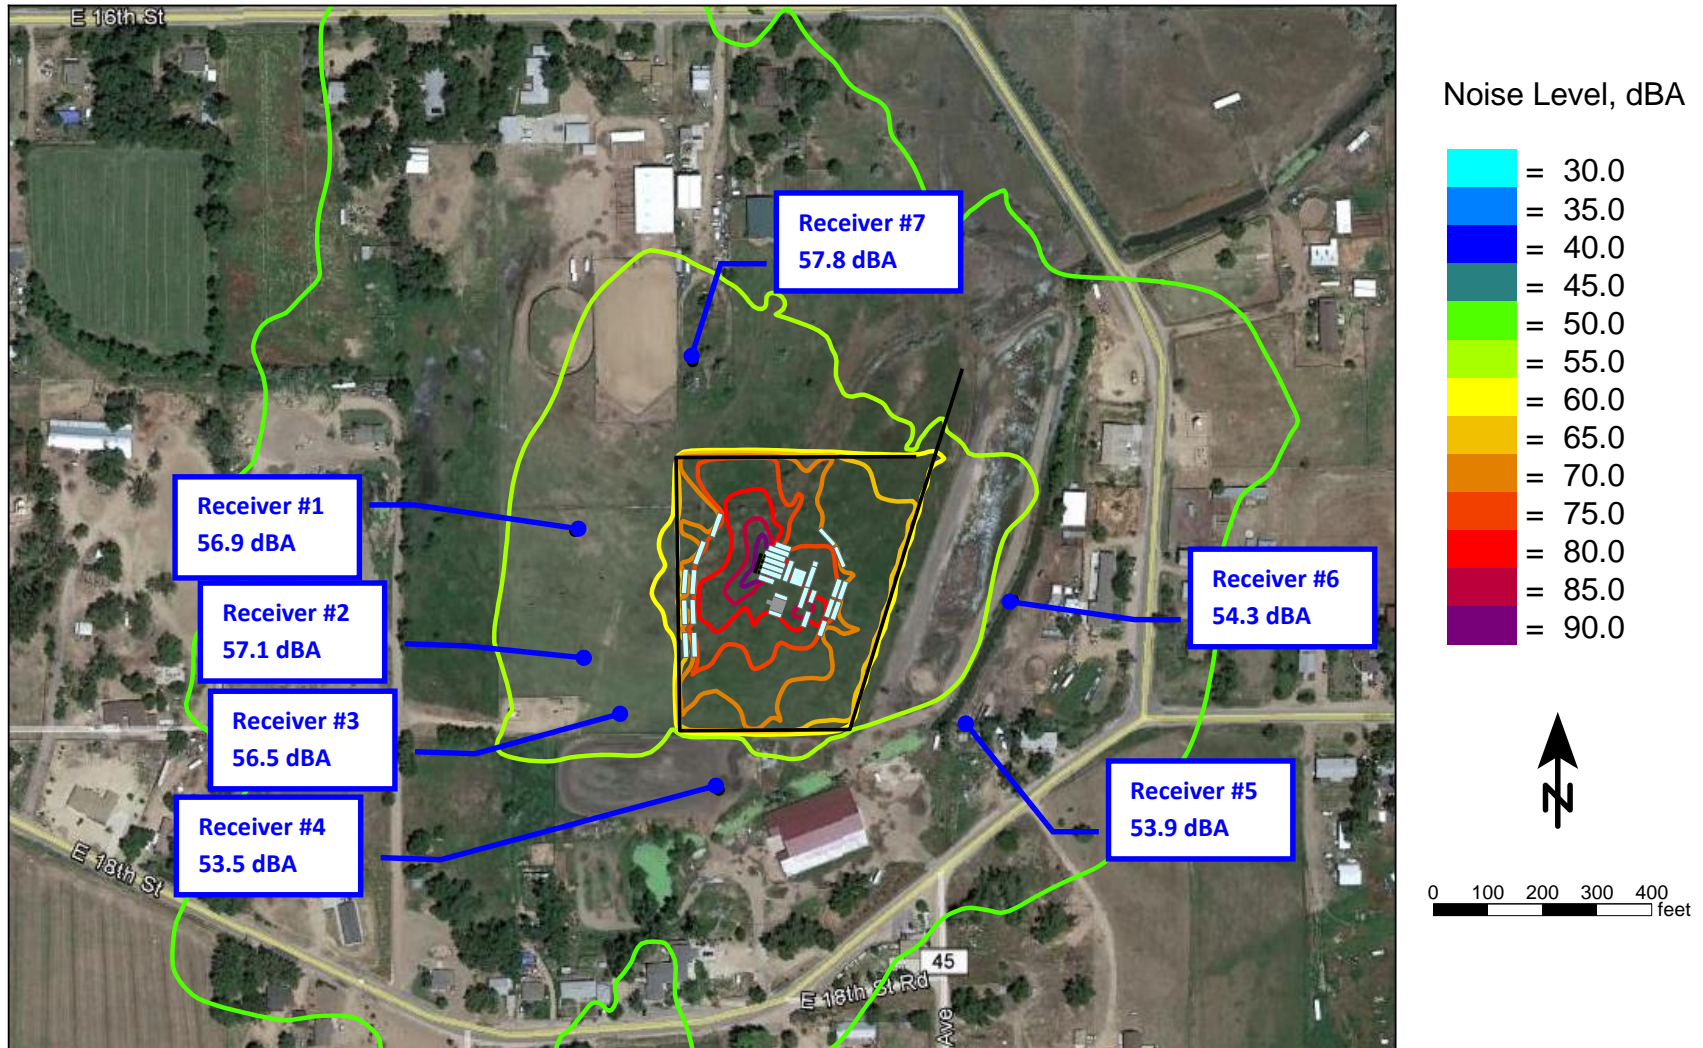 E 16th St
Noise Level, dBA
= 30.0
= 35.0
= 40.0
= 45.0
= 50.0
= 55.0
= 60.0
= 65.0
= 70.0
= 75.0
= 80.0
= 85.0
= 90.0
Receiver #7
57.8 dBA
Receiver #1
56.9 dBA
Receiver #2
57.1 dBA
Receiver #6
54.3 dBA
Receiver #3
56.5 dBA
Receiver #5
53.9 dBA
Receiver #4
53.5 dBA
E 18th St
N
0 100 200 300 400
feet
45
E 18th St Rd
Ave